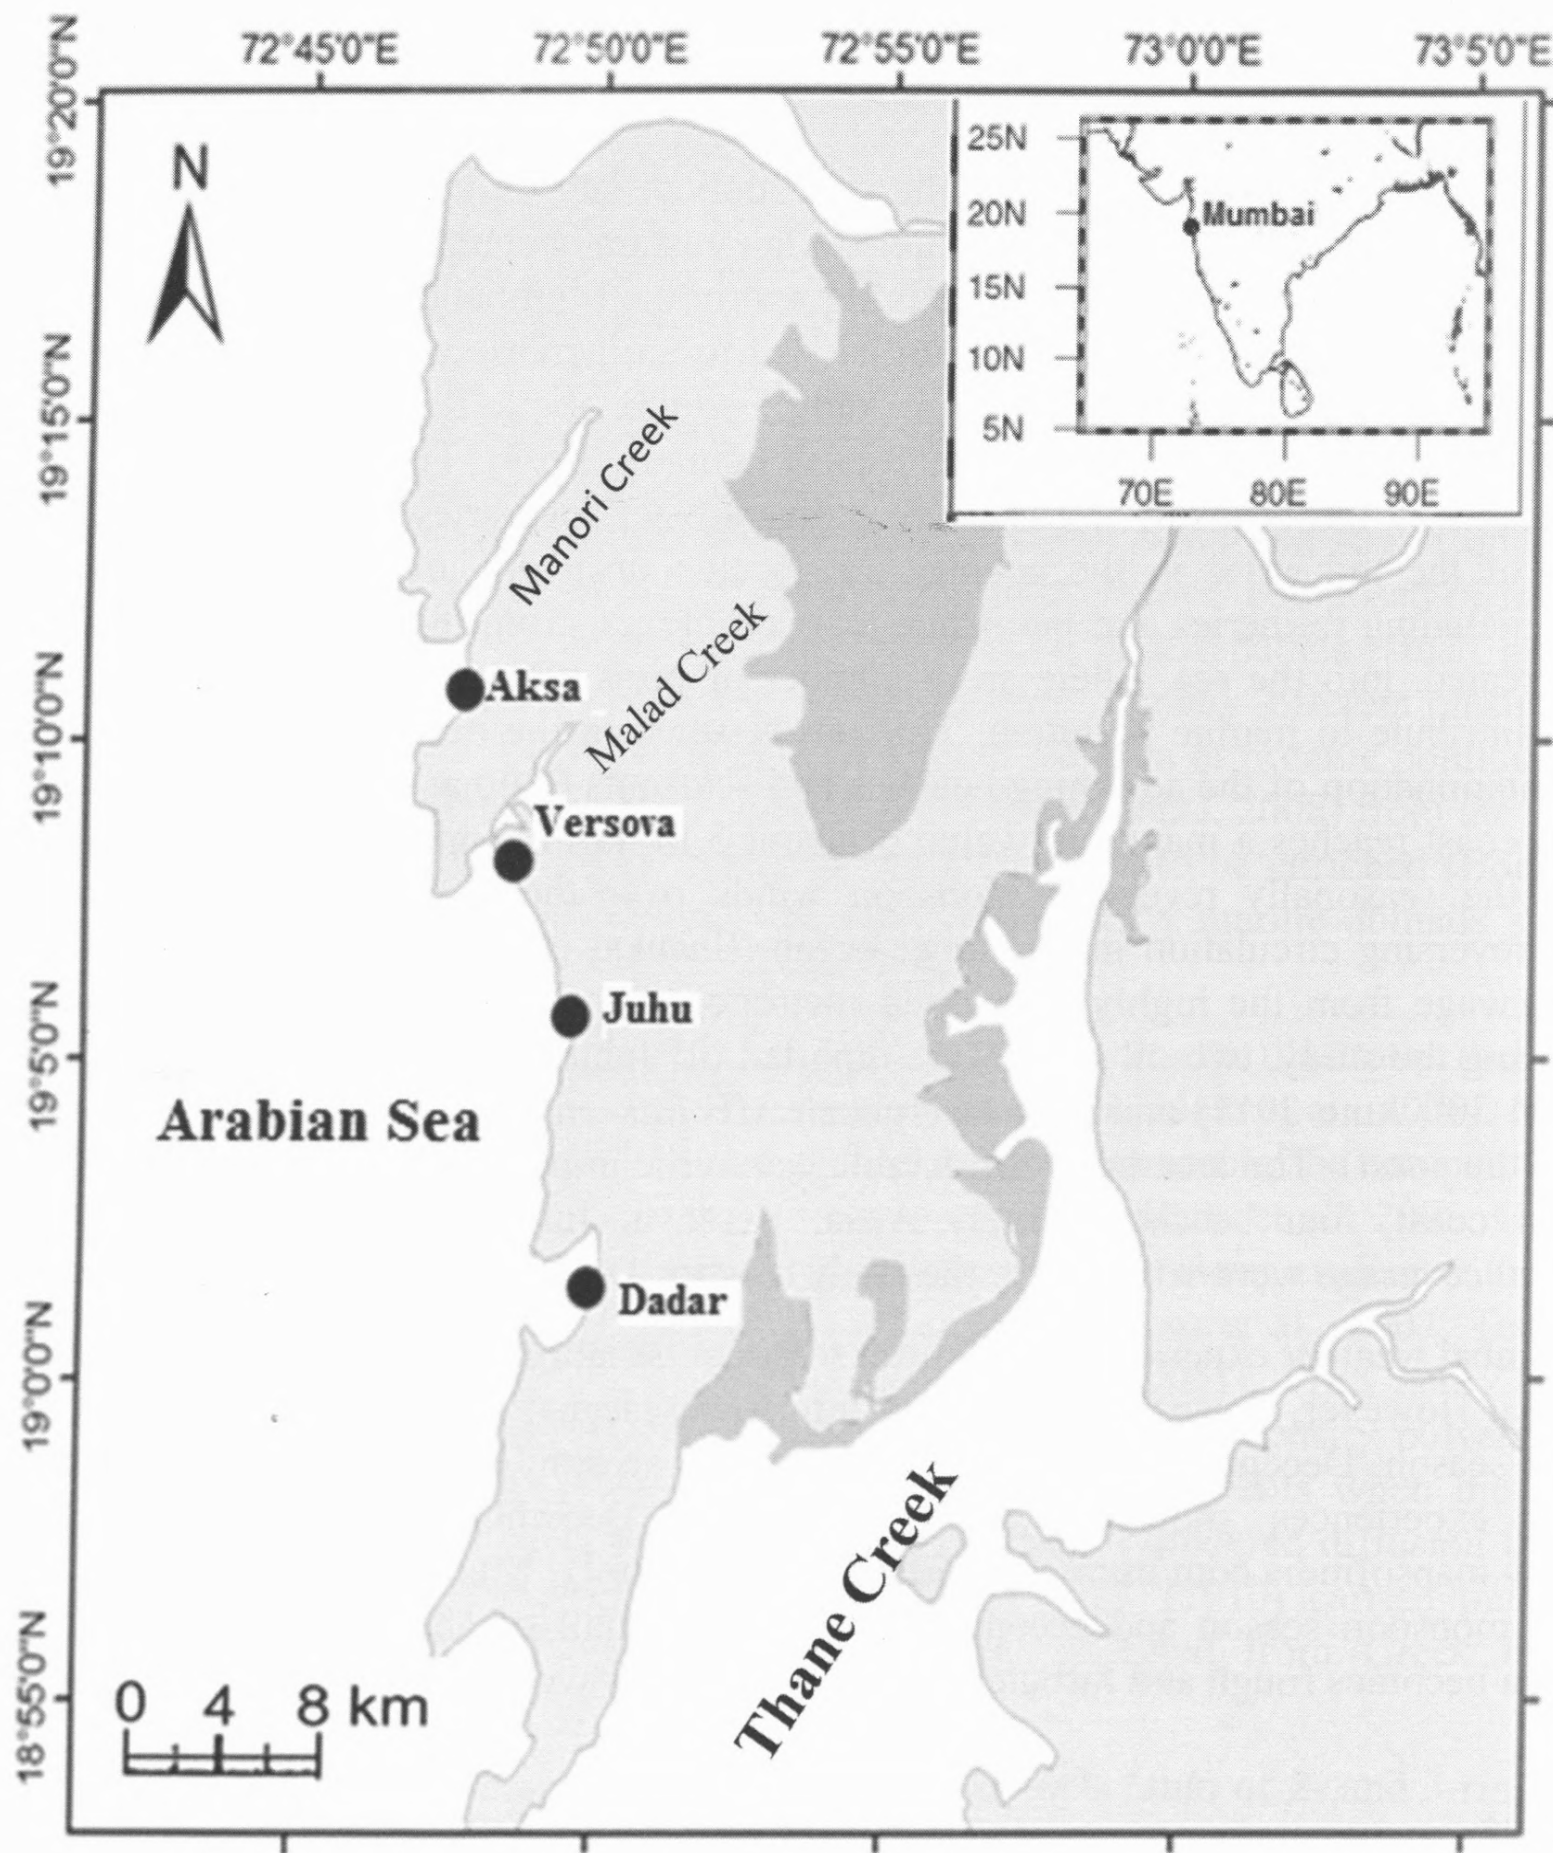 72°45'0"E 72°50'0"E 72°55'0"E 73°0'0"E 73°5'0"E
19°20'0"N
N
25N
20N
Mumbai
15N
10N
5N
70E 80E 90E
19°15'0"N
Manori Creek
Malad Creek
19°10'0"N
Aksa
Versova
19°5'0"N
Juhu
Arabian Sea
Dadar
19°0'0"N
Thane Creek
18°55'0"N
0 4 8 km